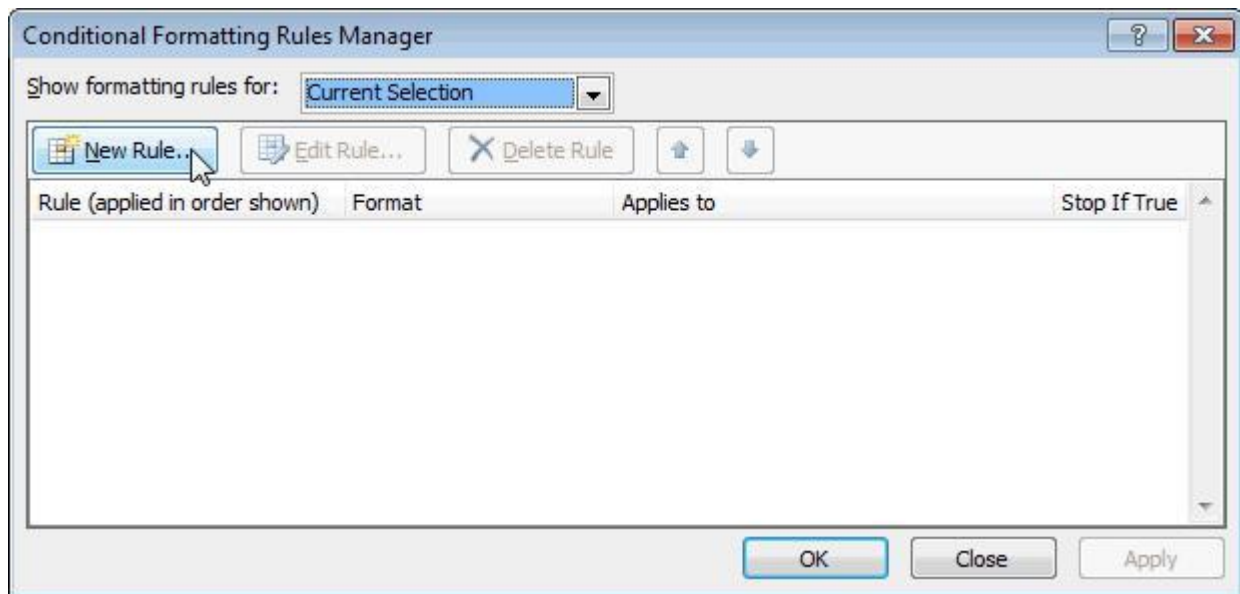 Conditional Formatting Rules Manager
Show formatting rules for: Current Selection
New Rule... Edit Rule... Delete Rule
Rule (applied in order shown) Format Applies to Stop If True
OK Close Apply